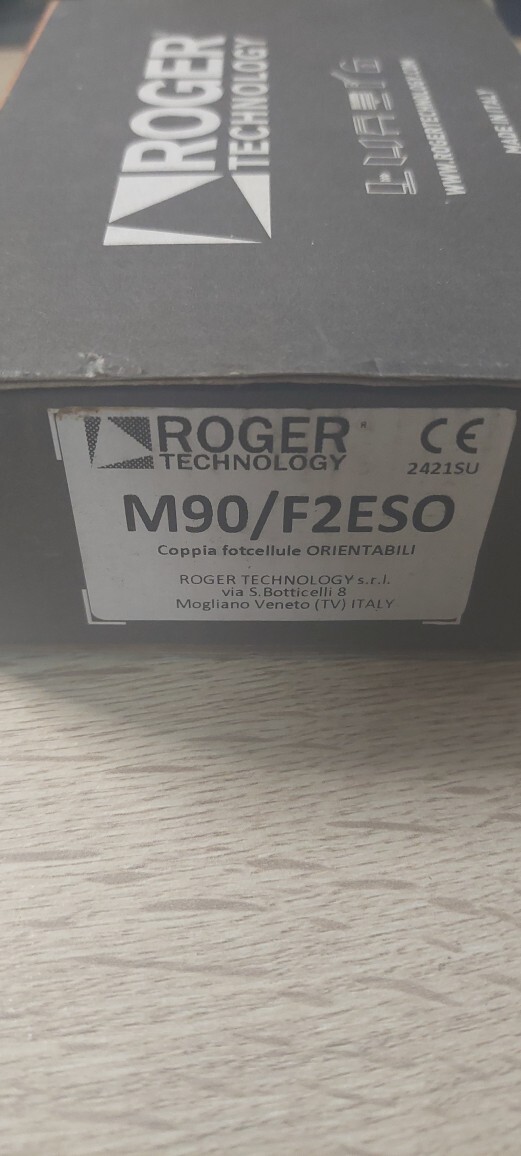 ROGER
TECHNOLOGY
WWW.ROGERTECHNOLOGY.COM
MADE IN ITALY
ROGER
TECHNOLOGY
CE
2421SU
M90/F2ESO
Coppia fotcellule ORIENTABILI
ROGER TECHNOLOGY s.r.l.
via S.Botticelli 8
Mogliano Veneto (TV) ITALY